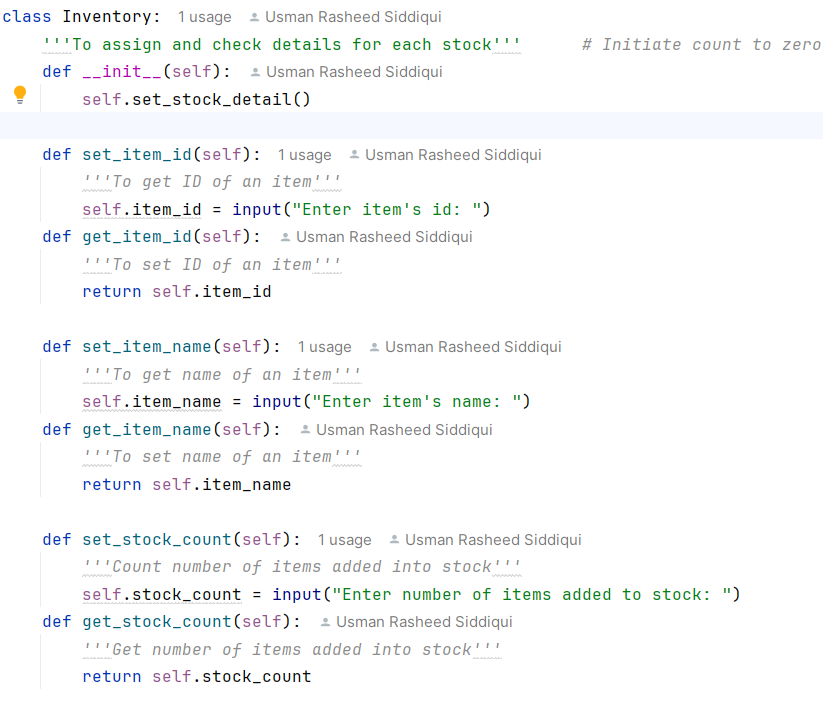 class Inventory: 1 usage Usman Rasheed Siddiqui
'''To assign and check details for each stock''' # Initiate count to zero
def __init__(self): Usman Rasheed Siddiqui
self.set_stock_detail()
def set_item_id(self): 1 usage Usman Rasheed Siddiqui
'''To get ID of an item'''
self.item_id = input("Enter item's id: ")
def get_item_id(self): Usman Rasheed Siddiqui
'''To set ID of an item'''
return self.item_id
def set_item_name(self): 1 usage Usman Rasheed Siddiqui
'''To get name of an item'''
self.item_name = input("Enter item's name: ")
def get_item_name(self): Usman Rasheed Siddiqui
'''To set name of an item'''
return self.item_name
def set_stock_count(self): 1 usage Usman Rasheed Siddiqui
'''Count number of items added into stock'''
self.stock_count = input("Enter number of items added to stock: ")
def get_stock_count(self): Usman Rasheed Siddiqui
'''Get number of items added into stock'''
return self.stock_count